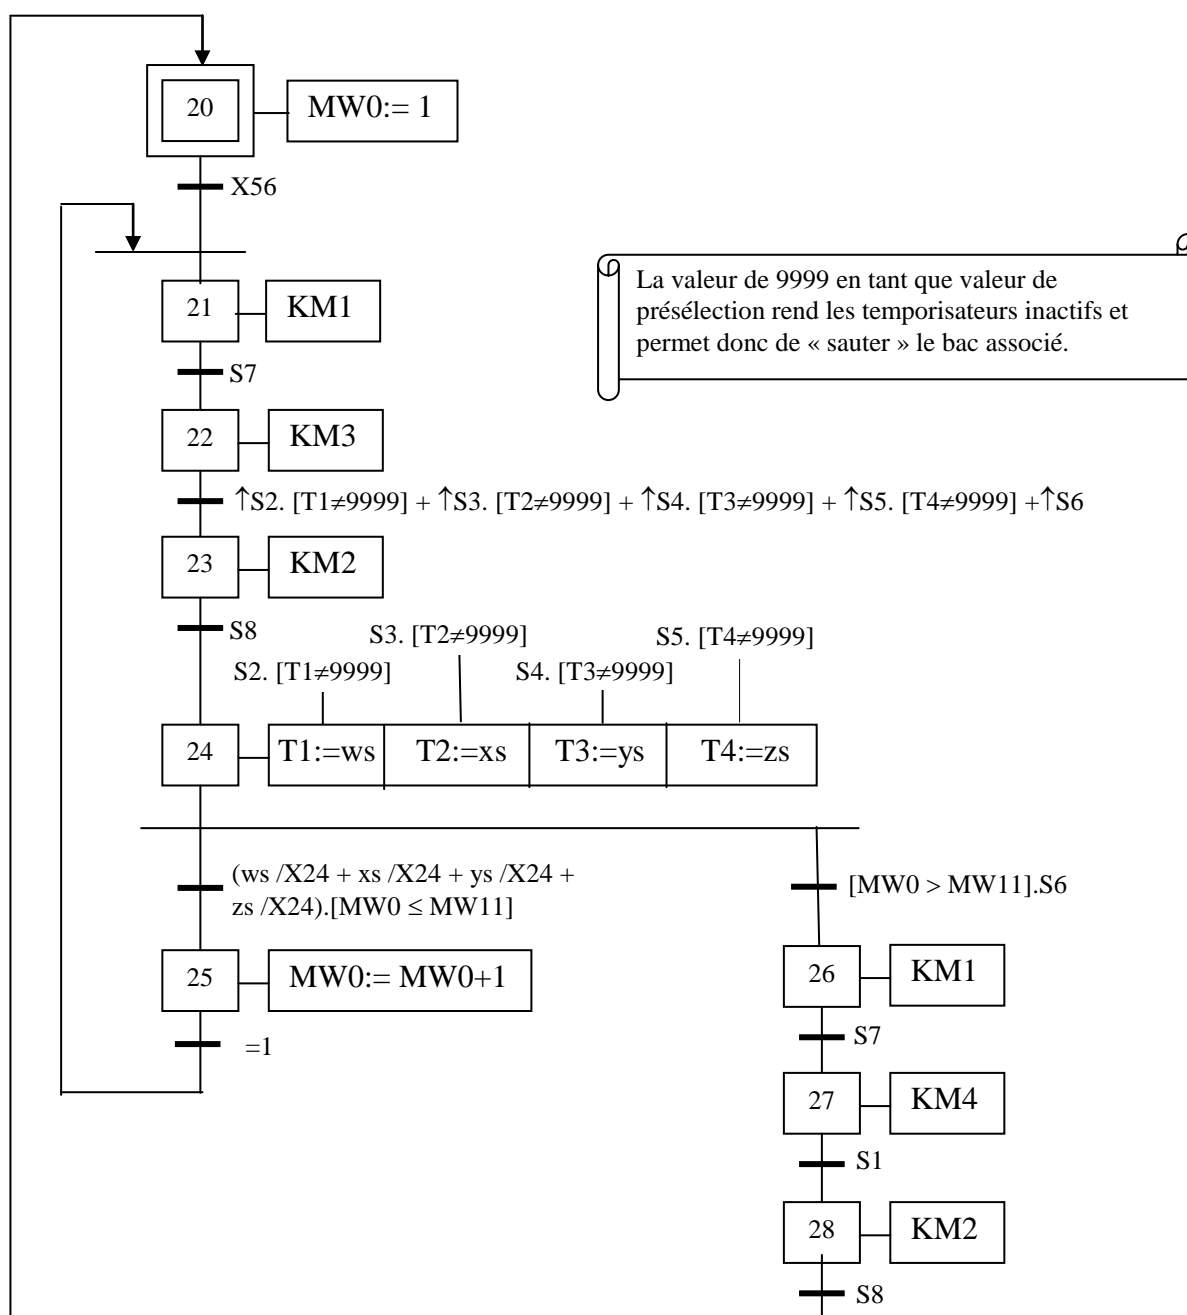 20
MW0:= 1
X56
La valeur de 9999 en tant que valeur de
présélection rend les temporisateurs inactifs et
permet donc de « sauter » le bac associé.
21
KM1
S7
22
KM3
↑S2. [T1≠9999] + ↑S3. [T2≠9999] + ↑S4. [T3≠9999] + ↑S5. [T4≠9999] +↑S6
23
KM2
S8
S3. [T2≠9999]
S5. [T4≠9999]
S2. [T1≠9999]
S4. [T3≠9999]
24
T1:=ws
T2:=xs
T3:=ys
T4:=zs
(ws /X24 + xs /X24 + ys /X24 +
zs /X24).[MW0 ≤ MW11]
[MW0 > MW11].S6
25
MW0:= MW0+1
26
KM1
=1
S7
27
KM4
S1
28
KM2
S8